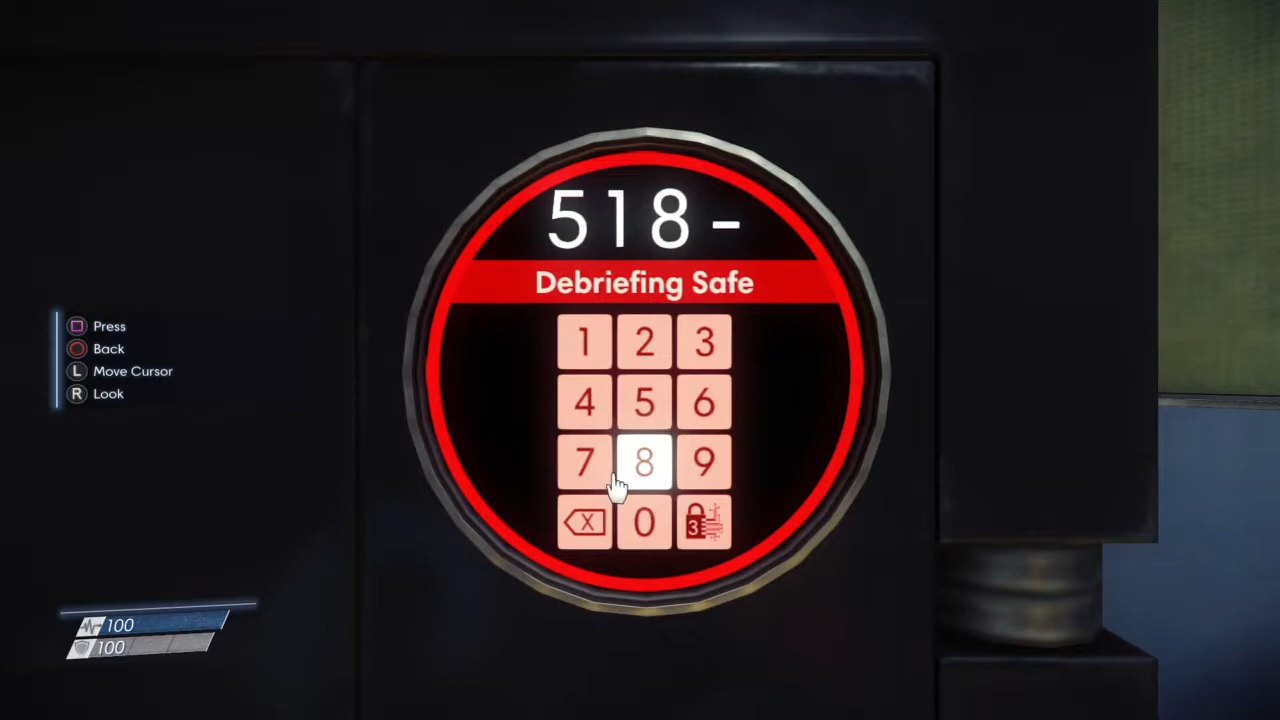 518-
Debriefing Safe
1 2 3
Press
Back
Move Cursor
Look
L
R
4 5 6
7 8 9
X 0 3
100
100